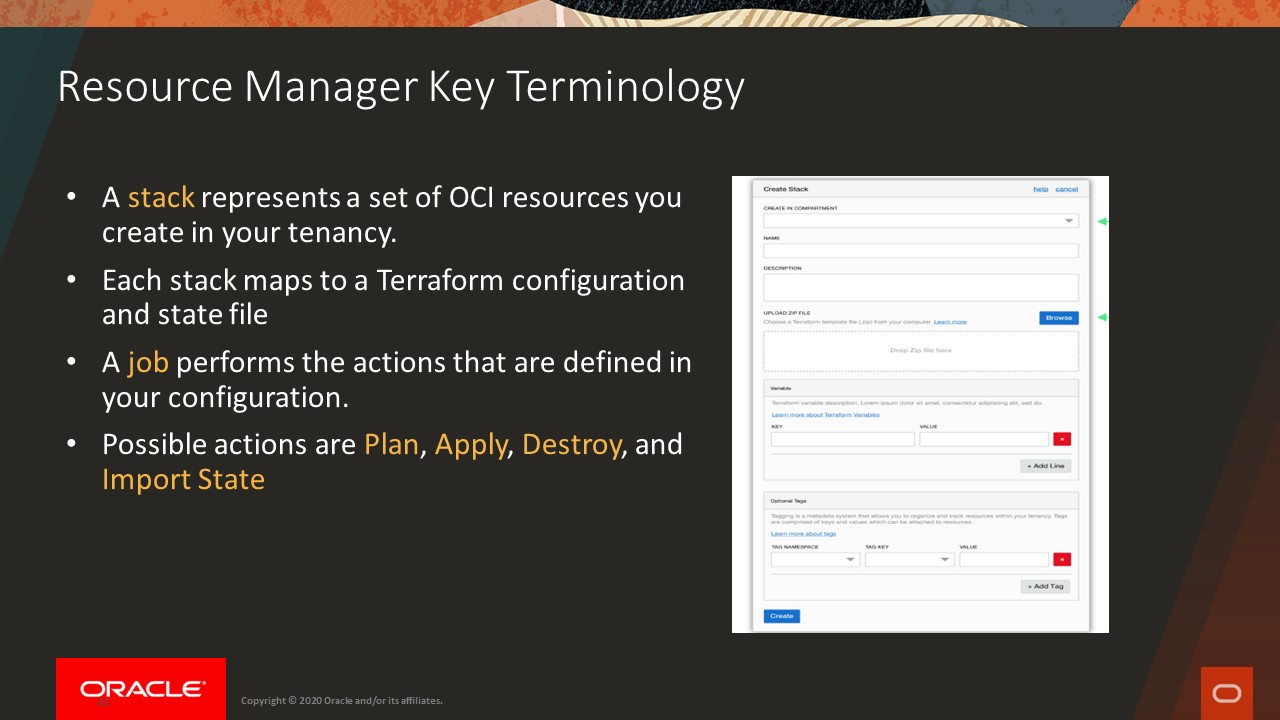 Resource Manager Key Terminology
• A stack represents a set of OCI resources you
create in your tenancy.
• Each stack maps to a Terraform configuration
and state file
• A job performs the actions that are defined in
your configuration.
• Possible actions are Plan, Apply, Destroy, and
Import State
Create Stack help cancel
CREATE IN COMPARTMENT
NAME
DESCRIPTION
UPLOAD ZIP FILE
Choose a Terraform template file (.zip) from your computer. Learn more
Browse
Drop Zip file here
Variable
Terraform variable description. Lorem ipsum dolor sit amet, consectetur adipiscing elit, sed do.
Learn more about Terraform Variables
KEY VALUE
×
+ Add Line
Optional Tags
Tagging is a metadata system that allows you to organize and track resources within your tenancy. Tags
are comprised of keys and values which can be attached to resources.
Learn more about tags
TAG NAMESPACE TAG KEY VALUE
×
+ Add Tag
Create
ORACLE®
Copyright © 2020 Oracle and/or its affiliates.